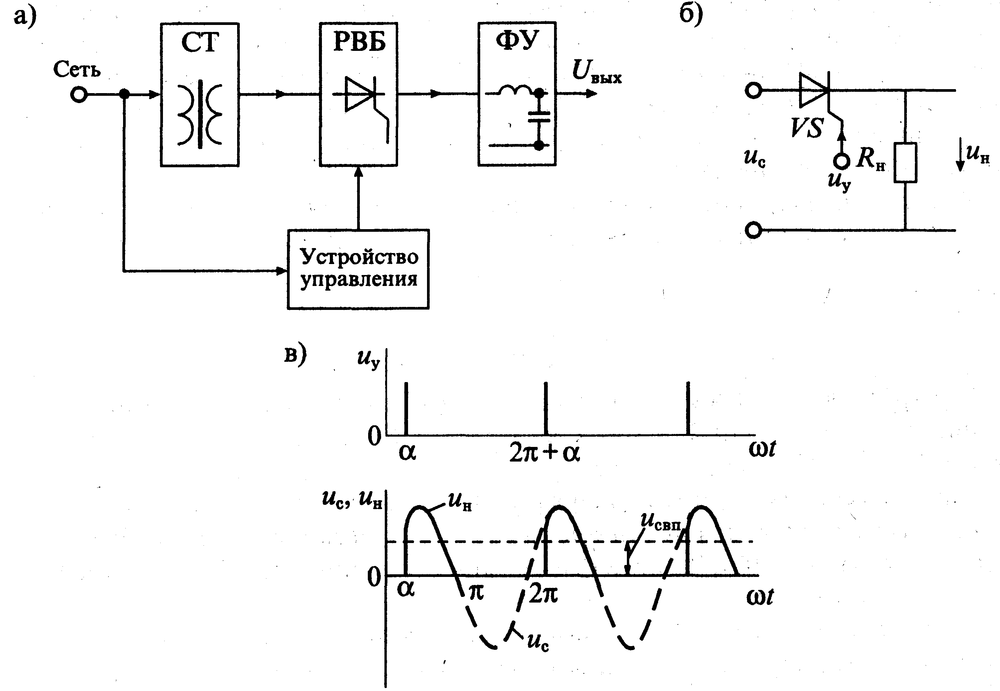 а)
б)
СТ
РВБ
ФУ
Сеть
Uвых
VS
uс
uу
Rн
uн
Устройство
управления
в)
uу
0
α
2π + α
ωt
uс, uн
uн
uсвп
0
α
π
2π
ωt
uс